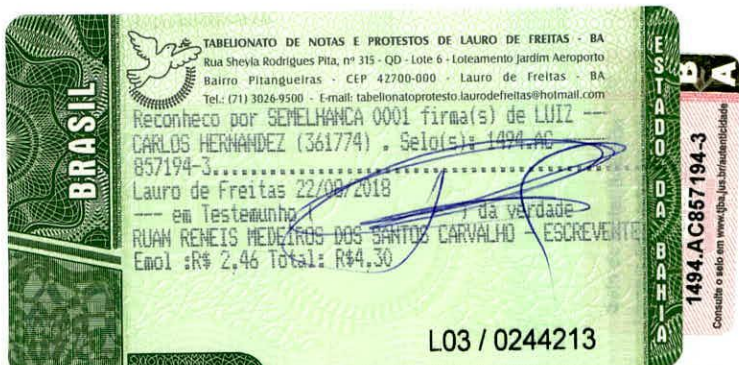 BRASIL
TABELIONATO DE NOTAS E PROTESTOS DE LAURO DE FREITAS - BA
Rua Sheyla Rodrigues Pita, nº 315 - QD - Lote 6 - Loteamento Jardim Aeroporto
Bairro Pitangueiras - CEP 42700-000 - Lauro de Freitas - BA
Tel.: (71) 3026-9500 - E-mail: tabelionatoprotesto.laurodefreitas@hotmail.com
Reconheco por SEMELHANCA 0001 firma(s) de LUIZ ---
CARLOS HERNANDEZ (361774) . Selo(s): 1494.AC ---
857194-3
Lauro de Freitas 22/08/2018
--- em Testemunho ( ) da verdade
RUAN RENEIS MEDEIROS DOS SANTOS CARVALHO - ESCREVENTE
Emol :R$ 2,46 Total: R$4,30
L03 / 0244213
ESTADO DA BAHIA
BA
1494.AC857194-3
Consulte o selo em www.tjba.jus.br/autenticidade